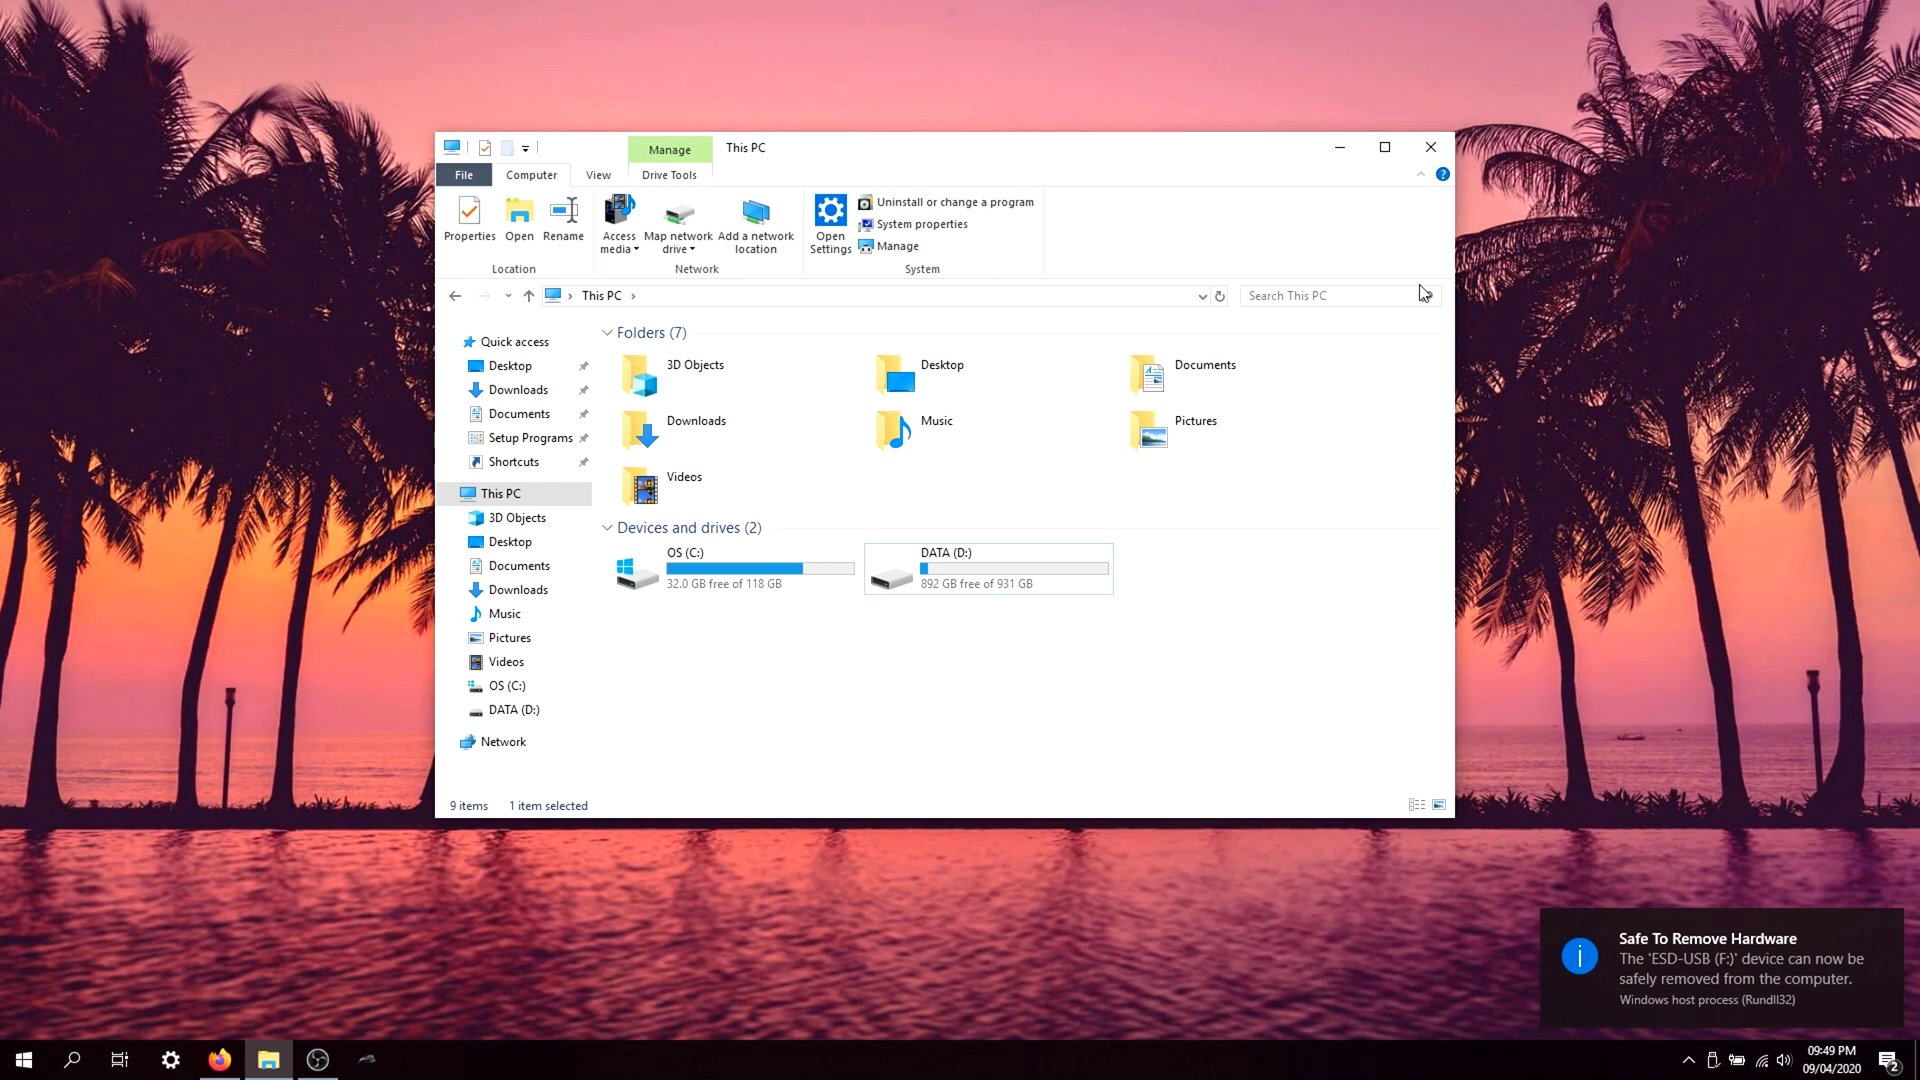 Manage
This PC
File
Computer
View
Drive Tools
Properties
Open
Rename
Access media
Map network drive
Add a network location
Open Settings
Uninstall or change a program
System properties
Manage
Location
Network
System
This PC
Search This PC
Quick access
Desktop
Downloads
Documents
Setup Programs
Shortcuts
This PC
3D Objects
Desktop
Documents
Downloads
Music
Pictures
Videos
OS (C:)
DATA (D:)
Network
Folders (7)
3D Objects
Desktop
Documents
Downloads
Music
Pictures
Videos
Devices and drives (2)
OS (C:)
32.0 GB free of 118 GB
DATA (D:)
892 GB free of 931 GB
9 items
1 item selected
Safe To Remove Hardware
The 'ESD-USB (F:)' device can now be
safely removed from the computer.
Windows host process (Rundll32)
09:49 PM
09/04/2020
2